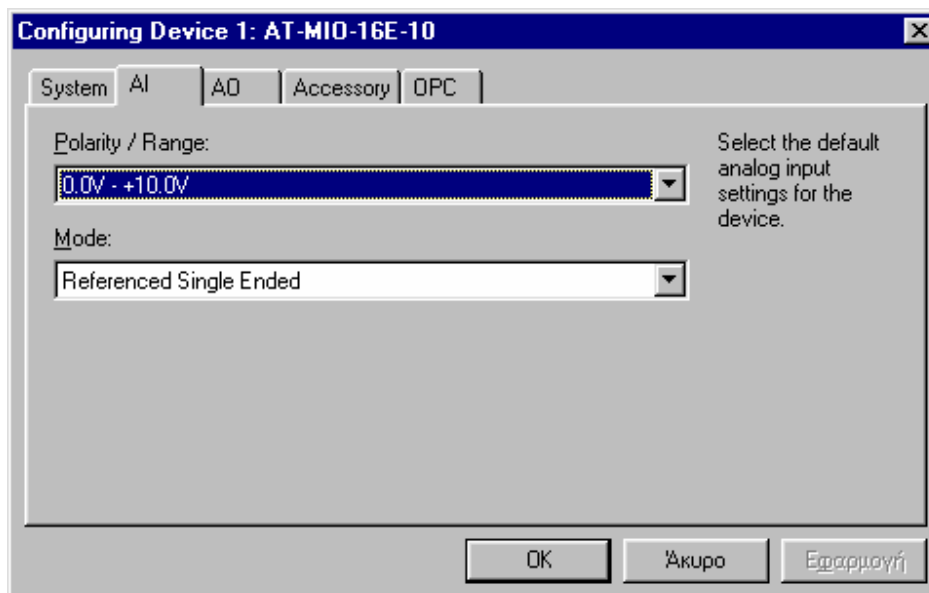 Configuring Device 1: AT-MIO-16E-10
System AI AO Accessory OPC
Polarity / Range:
0.0V - +10.0V
Mode:
Referenced Single Ended
Select the default
analog input
settings for the
device.
OK Άκυρο Εφαρμογή